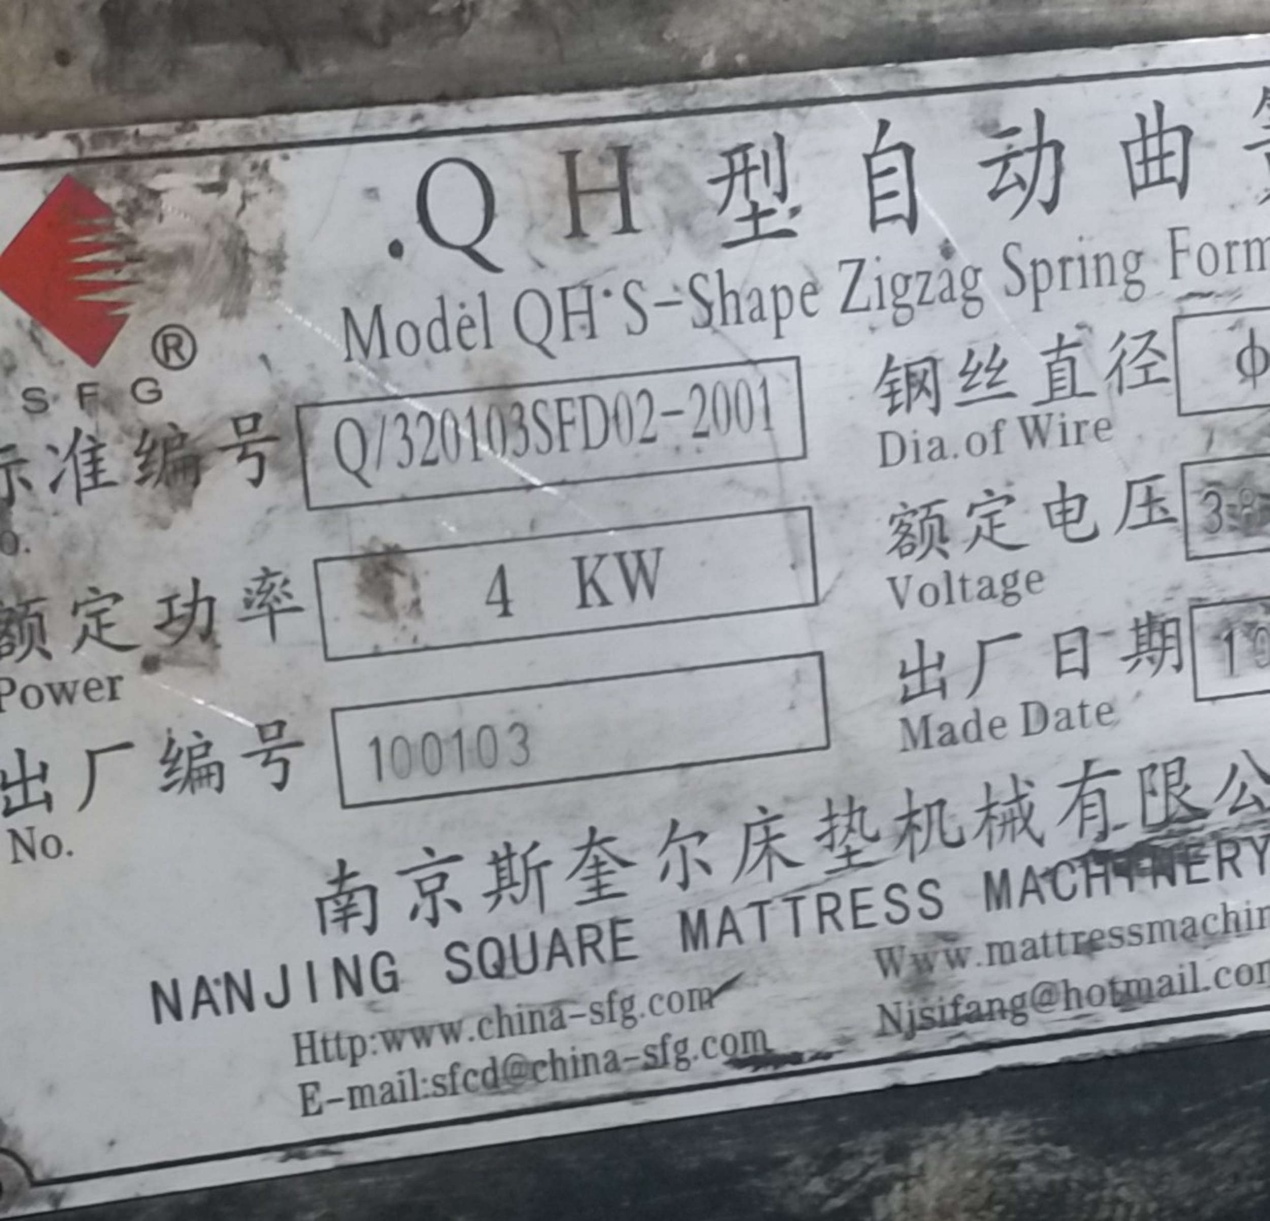 QH型自动曲
Model QH·S-Shape Zigzag Spring Form
®
SFG
标准编号 Q/320103SFD02-2001 钢丝直径 ф
Dia.of Wire
额定功率 4 KW 额定电压
Power Voltage
出厂编号 100103 出厂日期
No. Made Date
南京斯奎尔床垫机械有限公
NANJING SQUARE MATTRESS MACHINERY
Http:www.china-sfg.com Www.mattressmachin
E-mail:sfcd@china-sfg.com Njsifang@hotmail.com